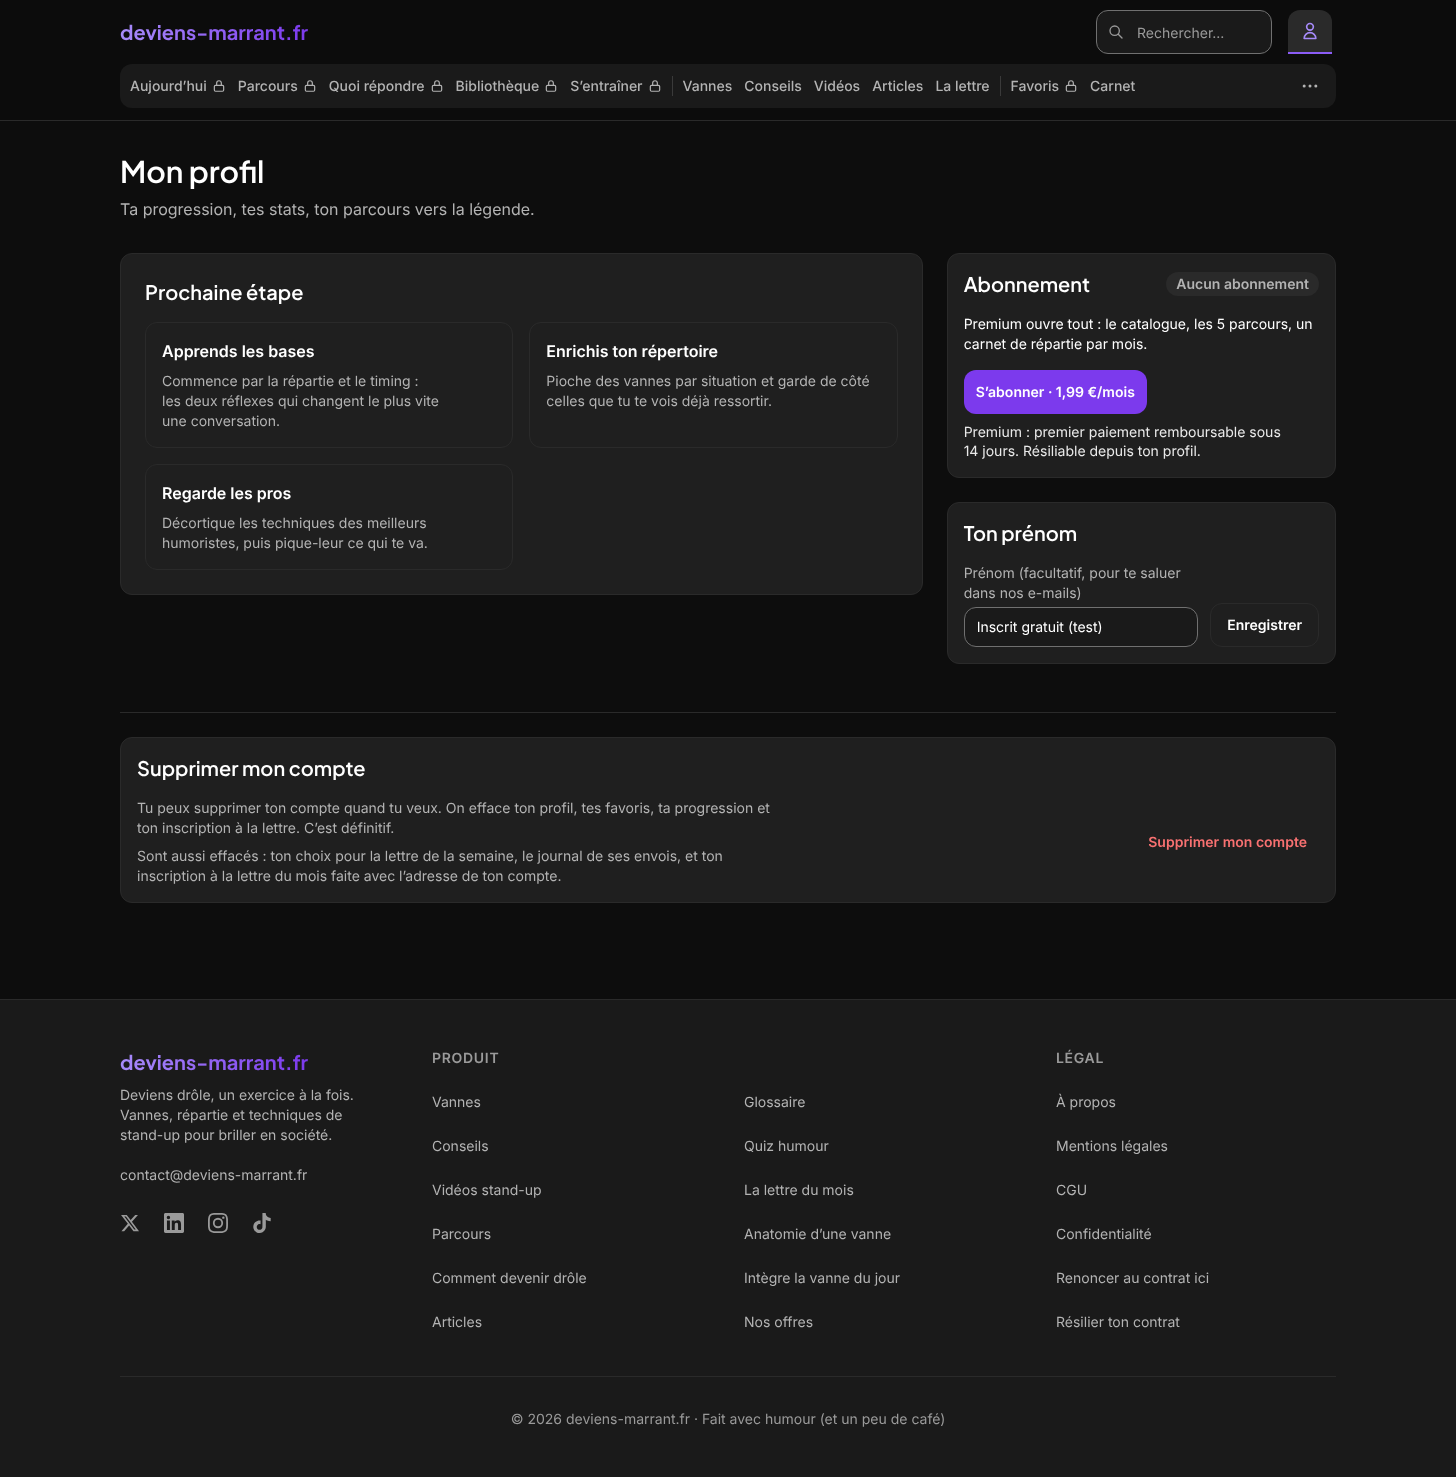 deviens-marrant.fr
Rechercher...
Aujourd’hui Parcours Quoi répondre Bibliothèque S’entraîner Vannes Conseils Vidéos Articles La lettre Favoris Carnet
Mon profil
Ta progression, tes stats, ton parcours vers la légende.
Prochaine étape
Apprends les bases
Commence par la répartie et le timing :
les deux réflexes qui changent le plus vite
une conversation.
Enrichis ton répertoire
Pioche des vannes par situation et garde de côté
celles que tu te vois déjà ressortir.
Regarde les pros
Décortique les techniques des meilleurs
humoristes, puis pique-leur ce qui te va.
Abonnement
Aucun abonnement
Premium ouvre tout : le catalogue, les 5 parcours, un
carnet de répartie par mois.
S’abonner · 1,99 €/mois
Premium : premier paiement remboursable sous
14 jours. Résiliable depuis ton profil.
Ton prénom
Prénom (facultatif, pour te saluer
dans nos e-mails)
Inscrit gratuit (test)
Enregistrer
Supprimer mon compte
Tu peux supprimer ton compte quand tu veux. On efface ton profil, tes favoris, ta progression et
ton inscription à la lettre. C’est définitif.
Sont aussi effacés : ton choix pour la lettre de la semaine, le journal de ses envois, et ton
inscription à la lettre du mois faite avec l’adresse de ton compte.
Supprimer mon compte
deviens-marrant.fr
Deviens drôle, un exercice à la fois.
Vannes, répartie et techniques de
stand-up pour briller en société.
contact@deviens-marrant.fr
PRODUIT
Vannes
Conseils
Vidéos stand-up
Parcours
Comment devenir drôle
Articles
Glossaire
Quiz humour
La lettre du mois
Anatomie d’une vanne
Intègre la vanne du jour
Nos offres
LÉGAL
À propos
Mentions légales
CGU
Confidentialité
Renoncer au contrat ici
Résilier ton contrat
© 2026 deviens-marrant.fr · Fait avec humour (et un peu de café)